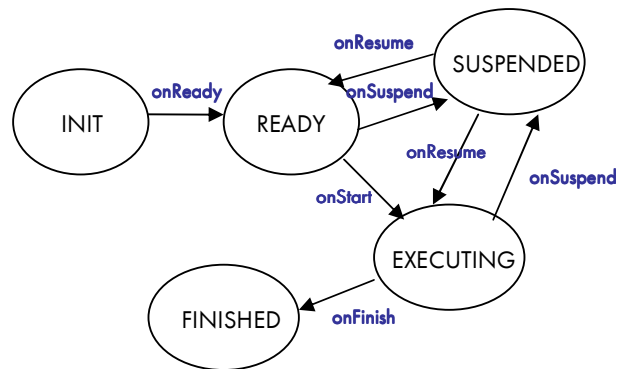 onResume
SUSPENDED
onReady
onSuspend
INIT
READY
onResume
onSuspend
onStart
EXECUTING
FINISHED
onFinish